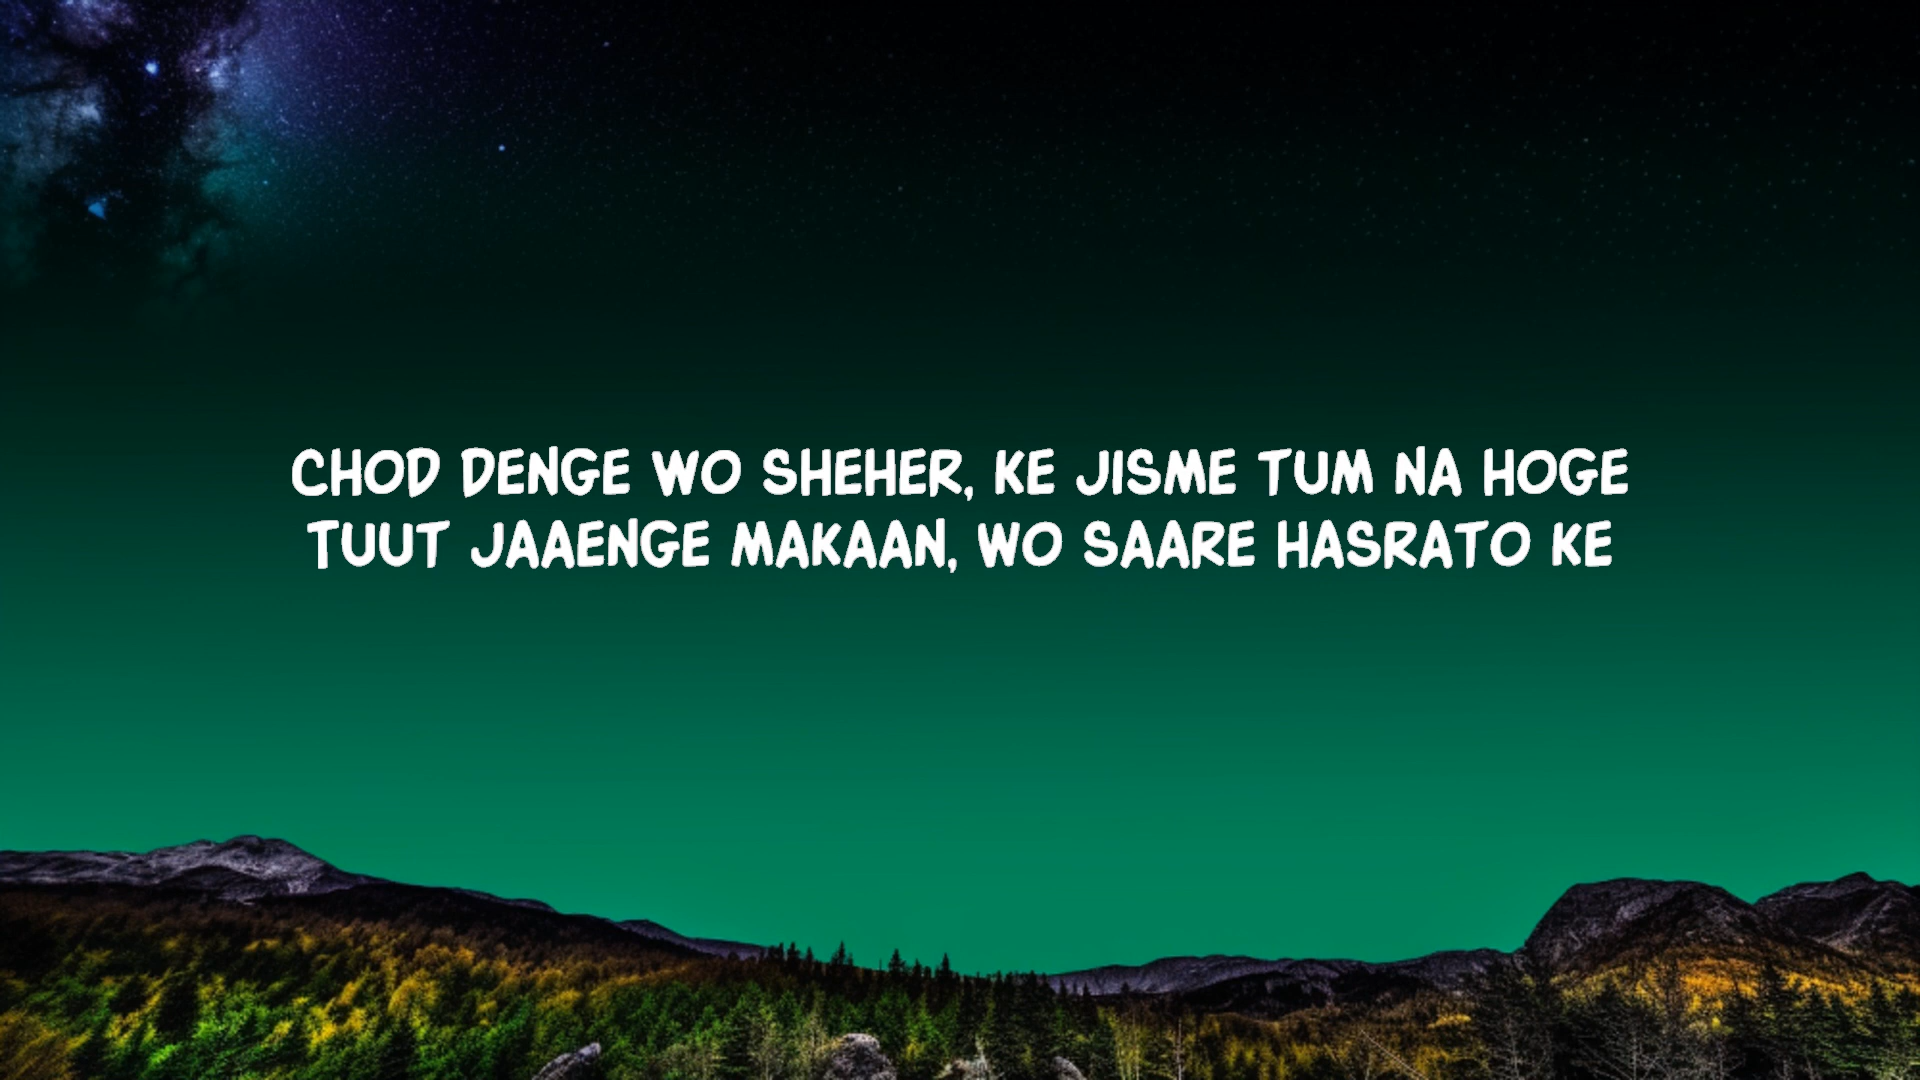 CHOD DENGE WO SHEHER, KE JISME TUM NA HOGE
TUUT JAAENGE MAKAAN, WO SAARE HASRATO KE